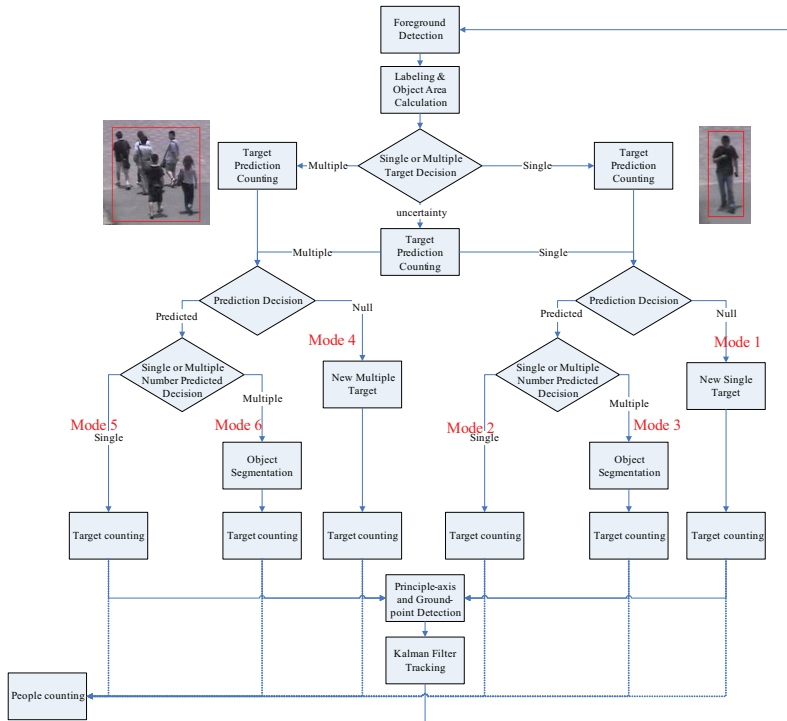 Foreground
Detection
Labeling &
Object Area
Calculation
Target
Prediction
Counting
Multiple
Single or Multiple
Target Decision
Single
Target
Prediction
Counting
uncertainty
Multiple
Target
Prediction
Counting
Single
Prediction Decision
Prediction Decision
Predicted
Null
Predicted
Null
Mode 4
Mode 1
Single or Multiple
Number Predicted
Decision
New Multiple
Target
Single or Multiple
Number Predicted
Decision
New Single
Target
Multiple
Multiple
Mode 5
Single
Mode 6
Mode 2
Single
Mode 3
Object
Segmentation
Object
Segmentation
Target counting
Target counting
Target counting
Target counting
Target counting
Target counting
Principle-axis
and Ground-
point Detection
Kalman Filter
Tracking
People counting